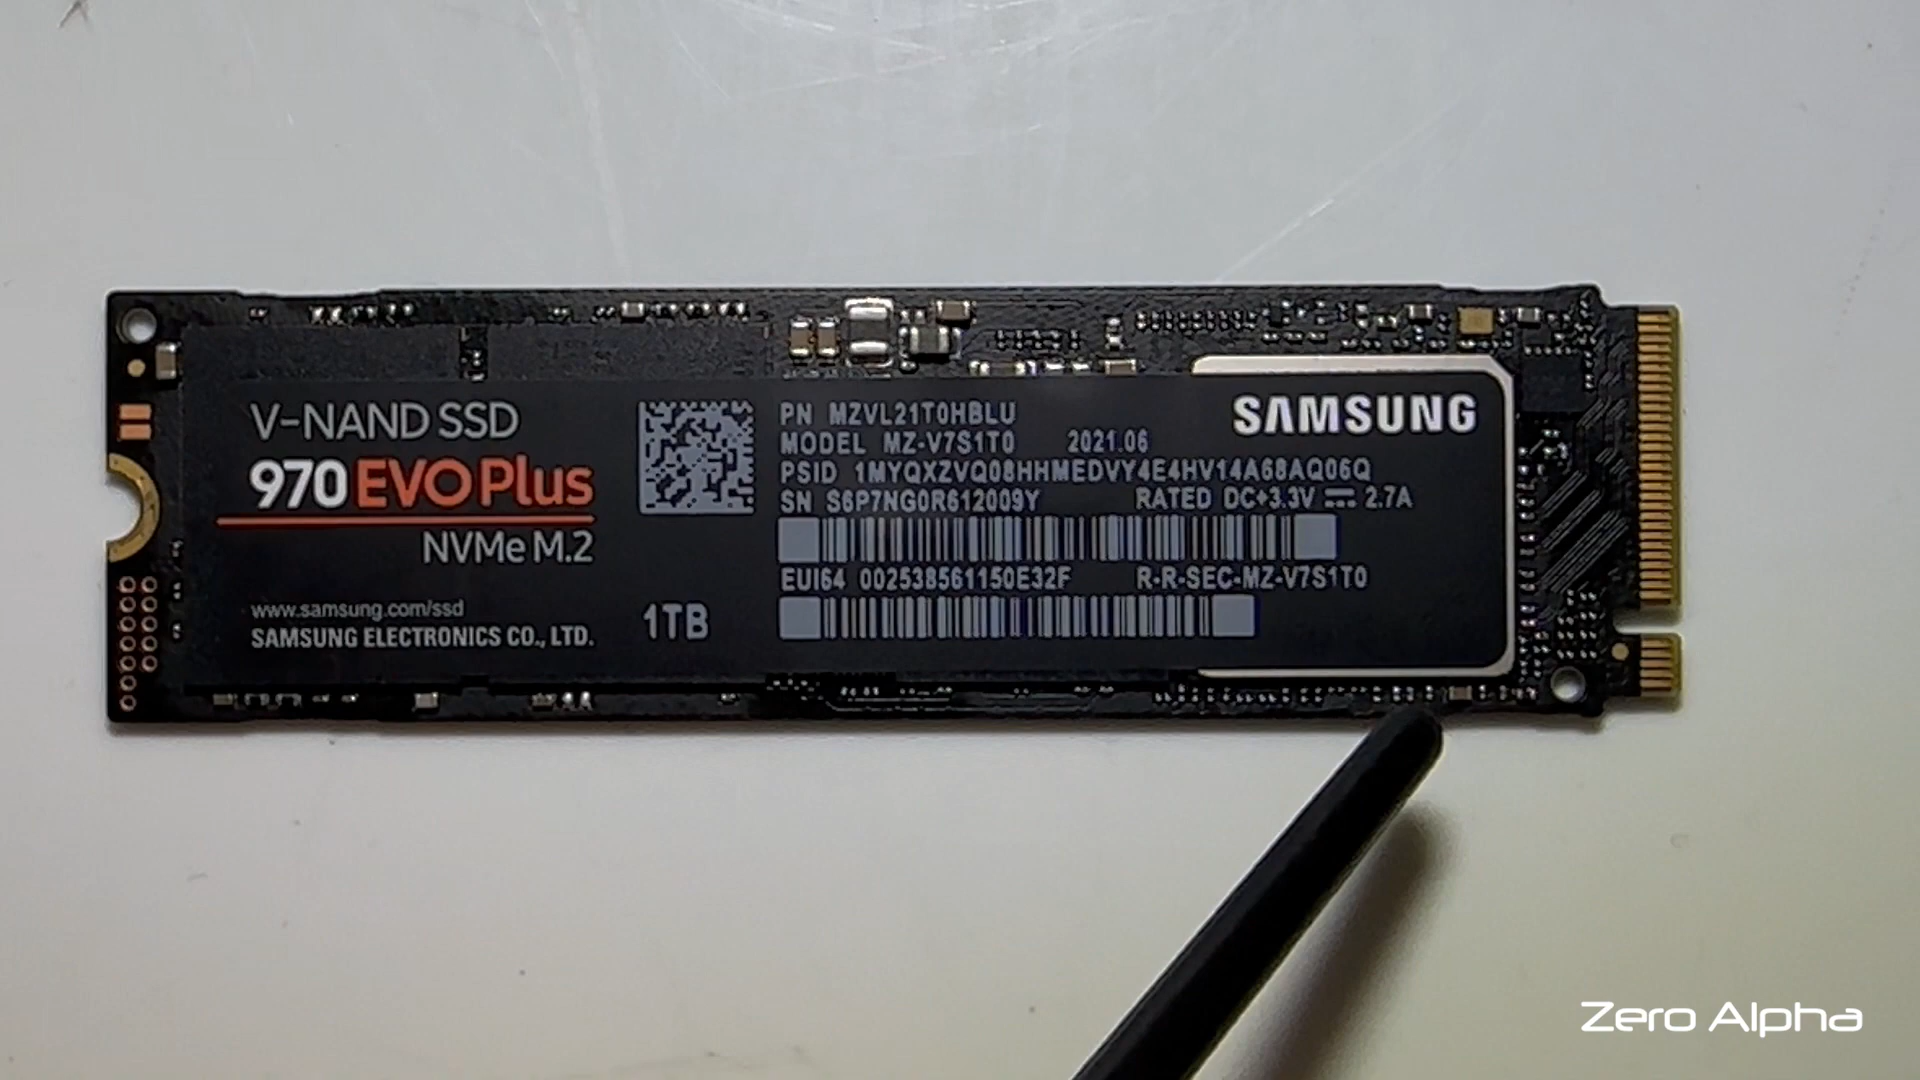 V-NAND SSD
970 EVO Plus
NVMe M.2
www.samsung.com/ssd
SAMSUNG ELECTRONICS CO., LTD.
1TB
PN MZVL21T0HBLU
MODEL MZ-V7S1T0 2021.06
PSID 1MYQXZVQ08HHMEDVY4E4HV14A68AQ06Q
SN S6P7NG0R612009Y RATED DC+3.3V ⎓ 2.7A
EUI64 002538561150E32F R-R-SEC-MZ-V7S1T0
SAMSUNG
Zero Alpha